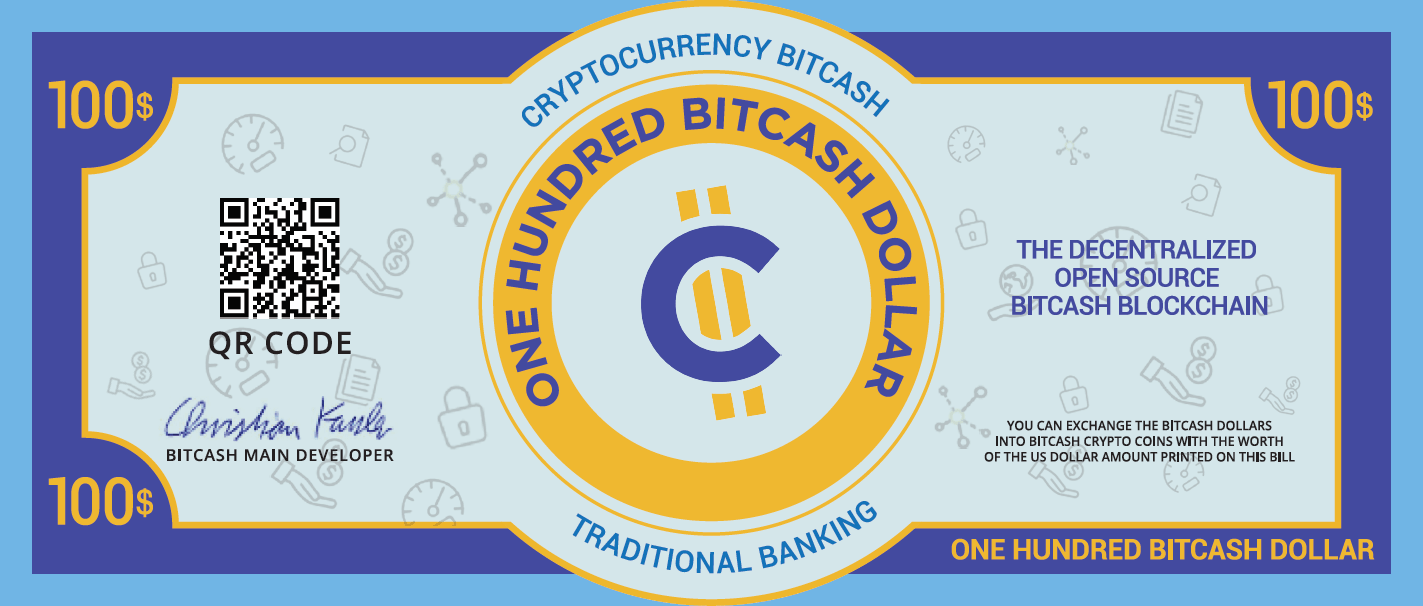 CRYPTOCURRENCY BITCASH
100$
100$
ONE HUNDRED BITCASH DOLLAR
QR CODE
Christian Kassler
BITCASH MAIN DEVELOPER
THE DECENTRALIZED
OPEN SOURCE
BITCASH BLOCKCHAIN
YOU CAN EXCHANGE THE BITCASH DOLLARS
INTO BITCASH CRYPTO COINS WITH THE WORTH
OF THE US DOLLAR AMOUNT PRINTED ON THIS BILL
100$
TRADITIONAL BANKING
ONE HUNDRED BITCASH DOLLAR